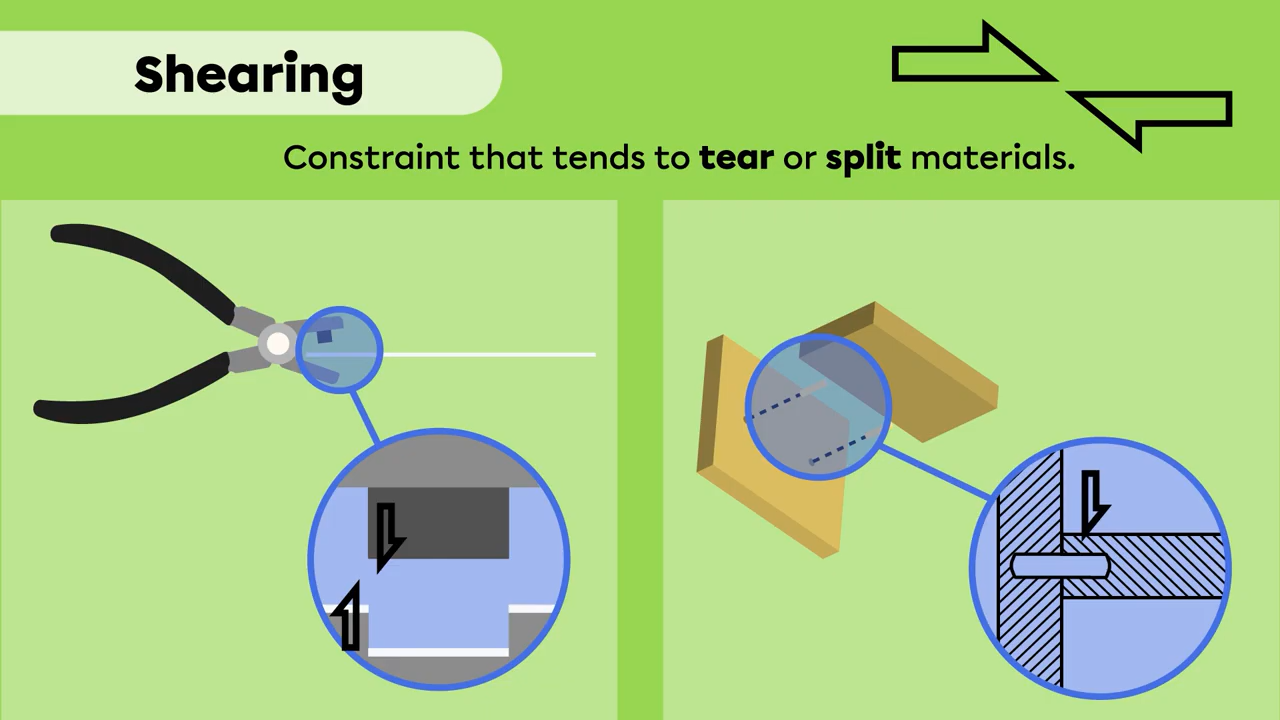 Shearing
Constraint that tends to tear or split materials.